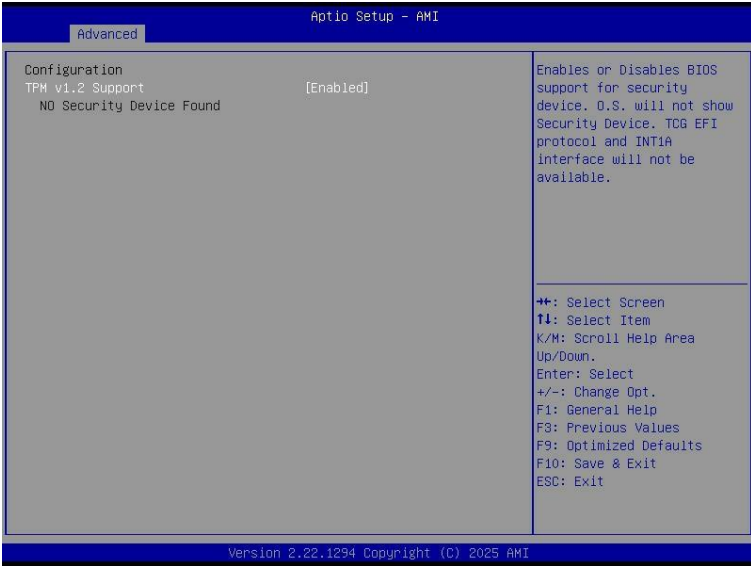 Aptio Setup - AMI
Advanced
Configuration
TPM v1.2 Support [Enabled]
NO Security Device Found
Enables or Disables BIOS
support for security
device. O.S. will not show
Security Device. TCG EFI
protocol and INT1A
interface will not be
available.
→←: Select Screen
↑↓: Select Item
K/M: Scroll Help Area
Up/Down.
Enter: Select
+/-: Change Opt.
F1: General Help
F3: Previous Values
F9: Optimized Defaults
F10: Save & Exit
ESC: Exit
Version 2.22.1294 Copyright (C) 2025 AMI